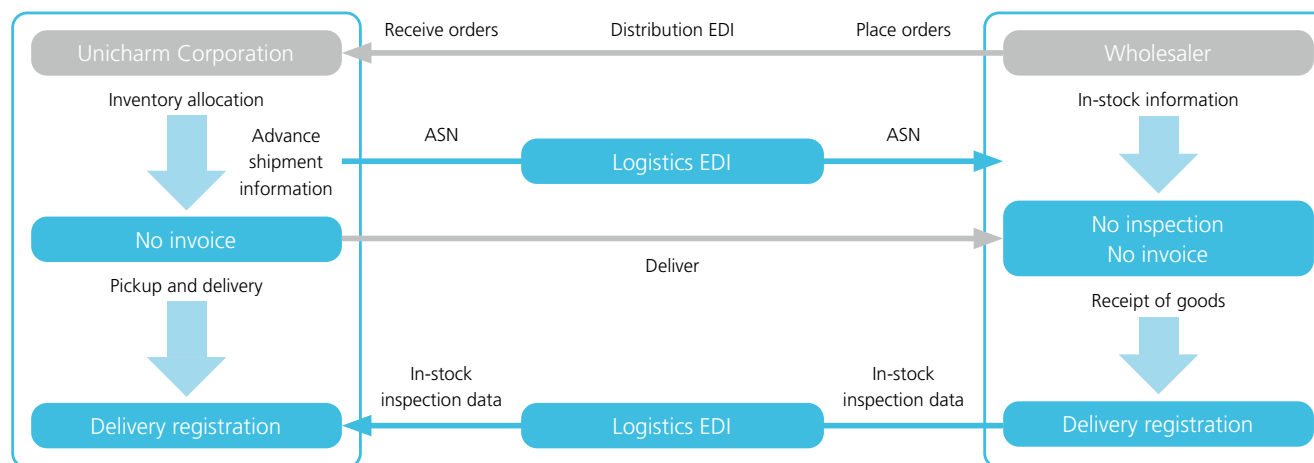 Receive orders
Distribution EDI
Place orders
Unicharm Corporation
Wholesaler
Inventory allocation
In-stock information
Advance
shipment
information
ASN
Logistics EDI
ASN
No invoice
No inspection
No invoice
Deliver
Pickup and delivery
Receipt of goods
In-stock
inspection data
In-stock
inspection data
Delivery registration
Logistics EDI
Delivery registration